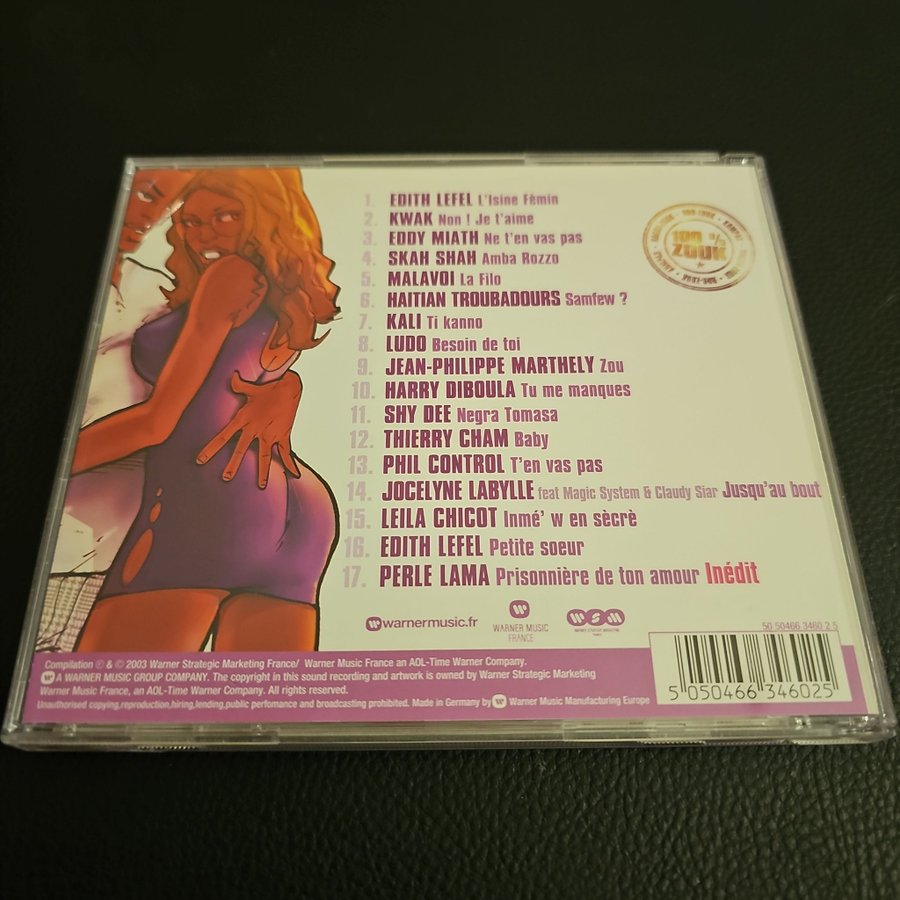 1. EDITH LEFEL L'Isine Fémin
2. KWAK Non ! Je t'aime
3. EDDY MIATH Ne t'en vas pas
4. SKAH SHAH Amba Rozzo
5. MALAVOI La Filo
6. HAITIAN TROUBADOURS Samfew ?
7. KALI Ti kanno
8. LUDO Besoin de toi
9. JEAN-PHILIPPE MARTHELY Zou
10. HARRY DIBOULA Tu me manques
11. SHY DEE Negra Tomasa
12. THIERRY CHAM Baby
13. PHIL CONTROL T'en vas pas
14. JOCELYNE LABYLLE feat Magic System & Claudy Siar Jusqu'au bout
15. LEILA CHICOT Inmé' w en sècrè
16. EDITH LEFEL Petite soeur
17. PERLE LAMA Prisonnière de ton amour Inédit
100 %
ZOUK
warnermusic.fr
WARNER MUSIC
FRANCE
WSM
WARNER STRATEGIC MARKETING
50 50466 3460 2 5
Compilation ℗ & © 2003 Warner Strategic Marketing France/ Warner Music France an AOL-Time Warner Company.
A WARNER MUSIC GROUP COMPANY. The copyright in this sound recording and artwork is owned by Warner Strategic Marketing
Warner Music France, an AOL-Time Warner Company. All rights reserved.
Unauthorised copying,reproduction,hiring,lending,public perfomance and broadcasting prohibited. Made in Germany by Warner Music Manufacturing Europe
5 050466 346025